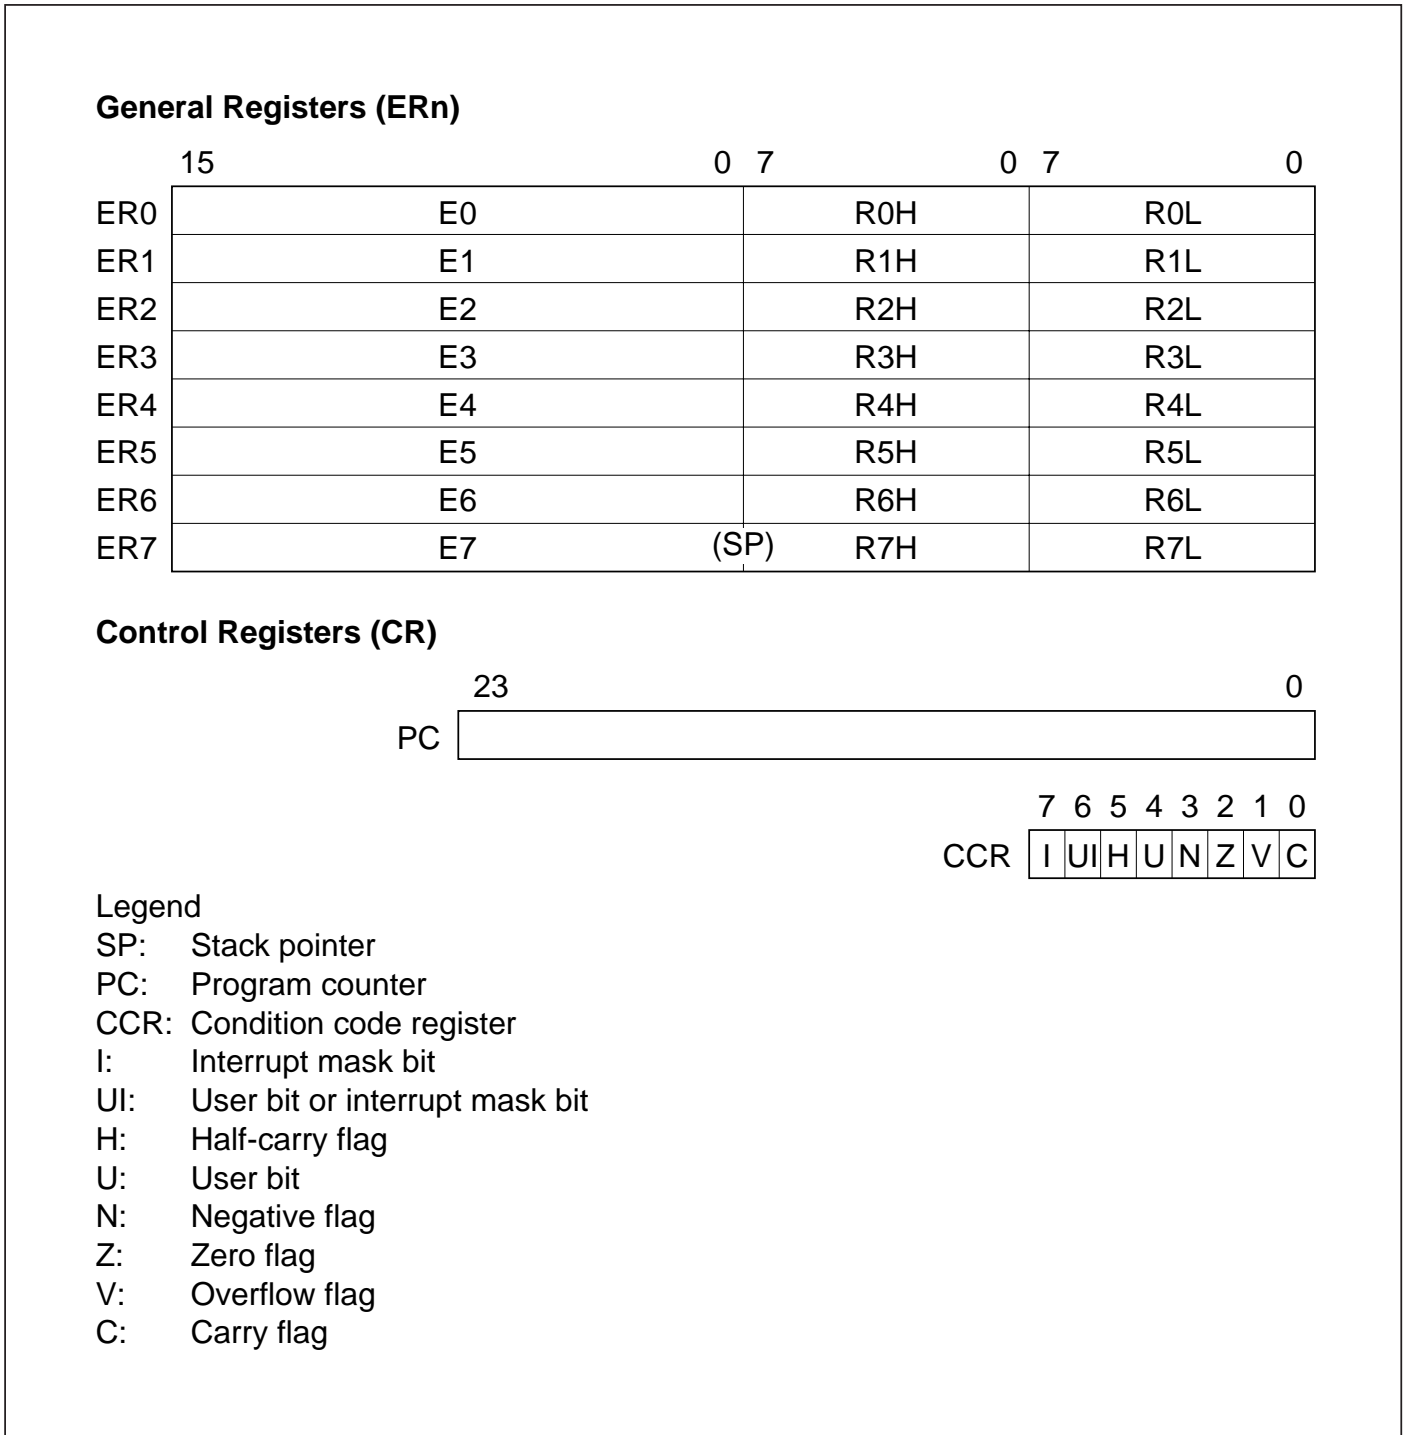 General Registers (ERn)
15 0 7 0 7 0
ER0 E0 R0H R0L
ER1 E1 R1H R1L
ER2 E2 R2H R2L
ER3 E3 R3H R3L
ER4 E4 R4H R4L
ER5 E5 R5H R5L
ER6 E6 R6H R6L
ER7 E7 (SP) R7H R7L
Control Registers (CR)
23 0
PC
7 6 5 4 3 2 1 0
CCR I UI H U N Z V C
Legend
SP: Stack pointer
PC: Program counter
CCR: Condition code register
I: Interrupt mask bit
UI: User bit or interrupt mask bit
H: Half-carry flag
U: User bit
N: Negative flag
Z: Zero flag
V: Overflow flag
C: Carry flag